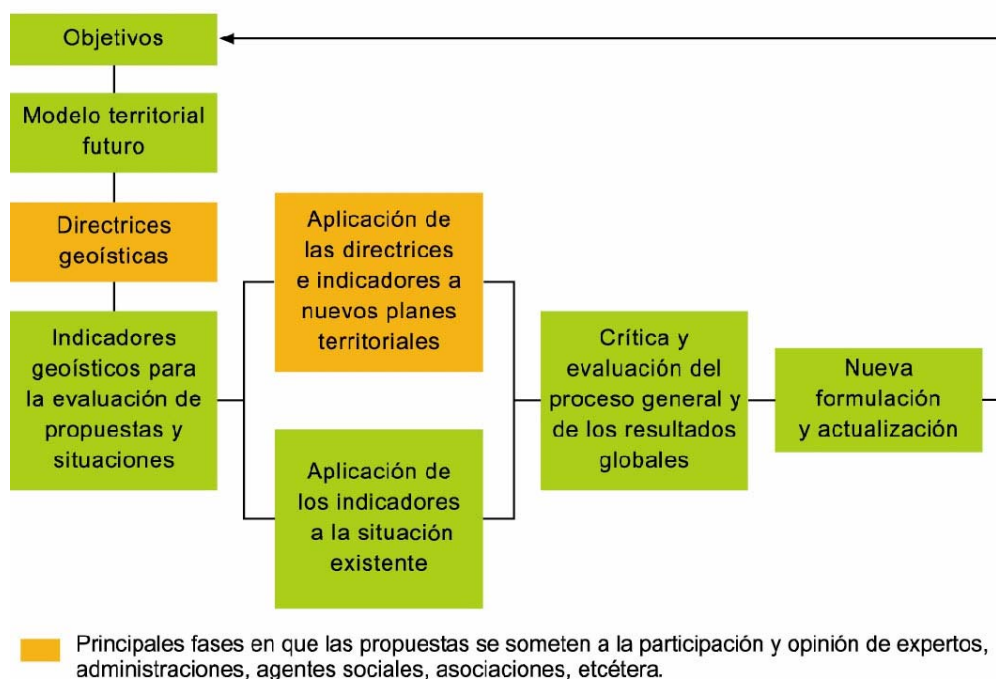 Objetivos
Modelo territorial
futuro
Directrices
geoísticas
Indicadores
geoísticos para
la evaluación de
propuestas y
situaciones
Aplicación de
las directrices
e indicadores a
nuevos planes
territoriales
Aplicación de
los indicadores
a la situación
existente
Crítica y
evaluación del
proceso general y
de los resultados
globales
Nueva
formulación
y actualización
Principales fases en que las propuestas se someten a la participación y opinión de expertos,
administraciones, agentes sociales, asociaciones, etcétera.